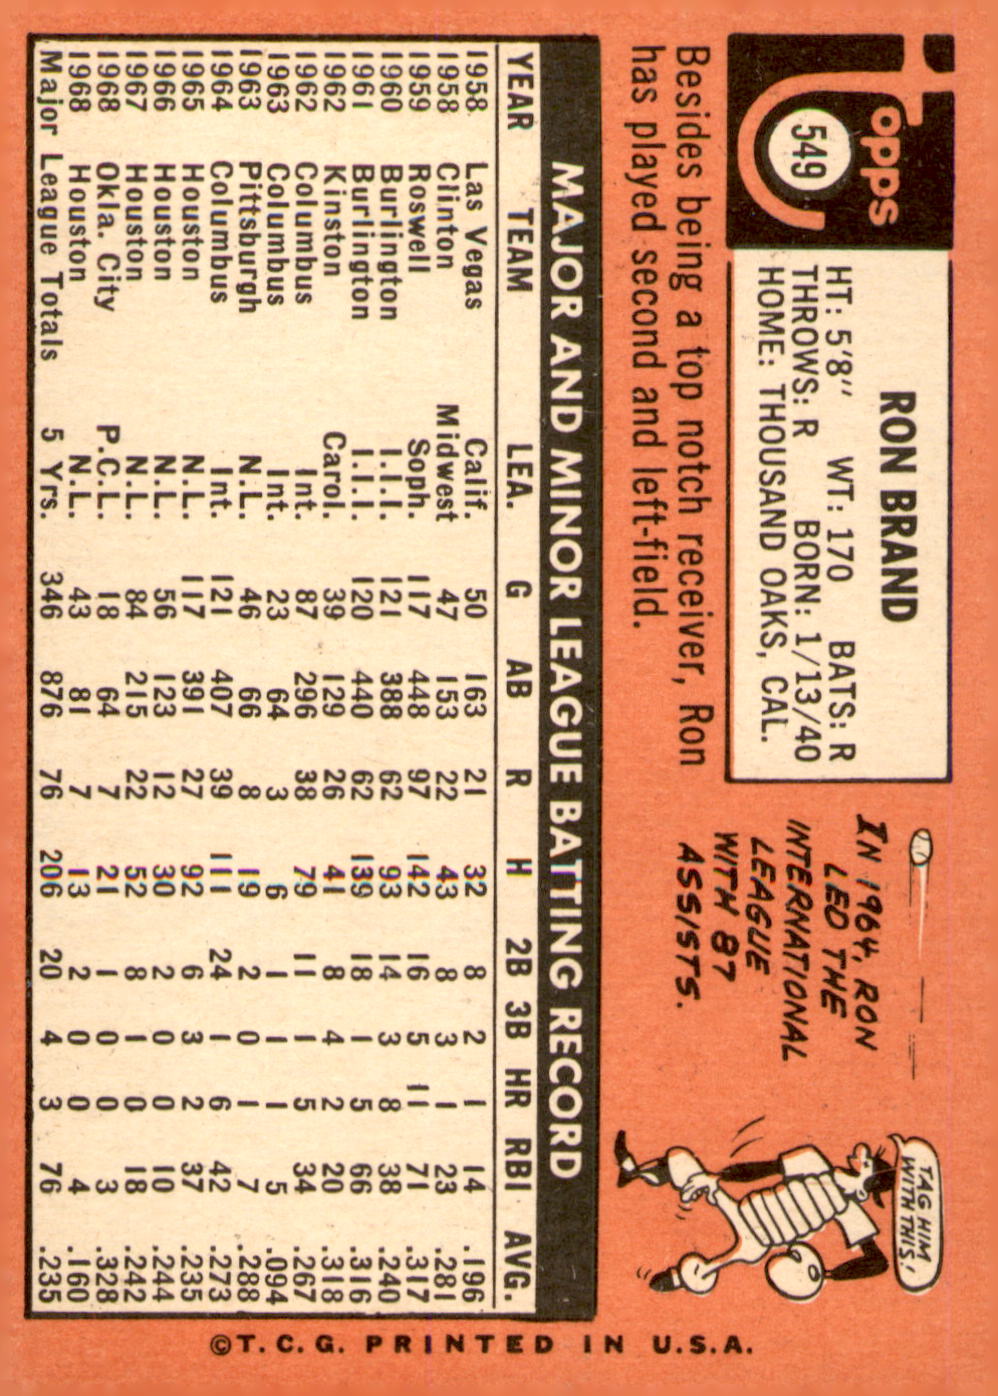 Topps
549
RON BRAND
HT: 5'8" WT: 170 BATS: R
THROWS: R BORN: 1/13/40
HOME: THOUSAND OAKS, CAL.
Besides being a top notch receiver, Ron
has played second and left-field.
IN 1964, RON
LED THE
INTERNATIONAL
LEAGUE
WITH 87
ASSISTS.
TAG HIM
WITH THIS!
MAJOR AND MINOR LEAGUE BATTING RECORD
YEAR TEAM LEA. G AB R H 2B 3B HR RBI AVG.
1958 Las Vegas Calif. 50 163 21 32 8 2 1 14 .196
1958 Clinton Midwest 47 153 22 43 8 3 1 23 .281
1959 Roswell Soph. 117 448 97 142 16 5 11 71 .317
1960 Burlington I.I.I. 121 388 62 93 14 3 8 38 .240
1961 Burlington I.I.I. 120 440 62 139 18 1 5 66 .316
1962 Kinston Carol. 39 129 26 41 8 4 2 20 .318
1962 Columbus Int. 87 296 38 79 11 1 5 34 .267
1963 Columbus Int. 23 64 3 6 1 1 1 5 .094
1963 Pittsburgh N.L. 46 66 8 19 2 0 1 7 .288
1964 Columbus Int. 121 407 39 111 24 1 6 42 .273
1965 Houston N.L. 117 391 27 92 6 3 2 37 .235
1966 Houston N.L. 56 123 12 30 2 0 0 10 .244
1967 Houston N.L. 84 215 22 52 8 1 0 18 .242
1968 Okla. City P.C.L. 18 64 7 21 1 0 0 3 .328
1968 Houston N.L. 43 81 7 13 2 0 0 4 .160
Major League Totals 5 Yrs. 346 876 76 206 20 4 3 76 .235
©T.C.G. PRINTED IN U.S.A.